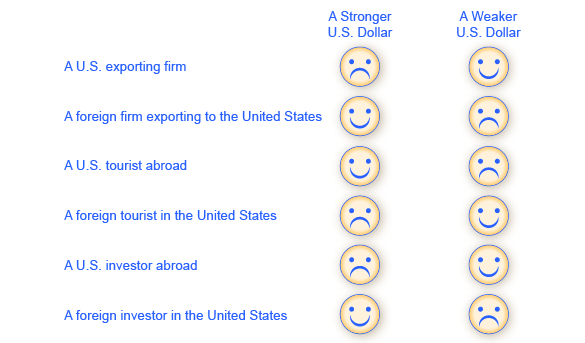 A Stronger
U.S. Dollar
A Weaker
U.S. Dollar
A U.S. exporting firm
A foreign firm exporting to the United States
A U.S. tourist abroad
A foreign tourist in the United States
A U.S. investor abroad
A foreign investor in the United States